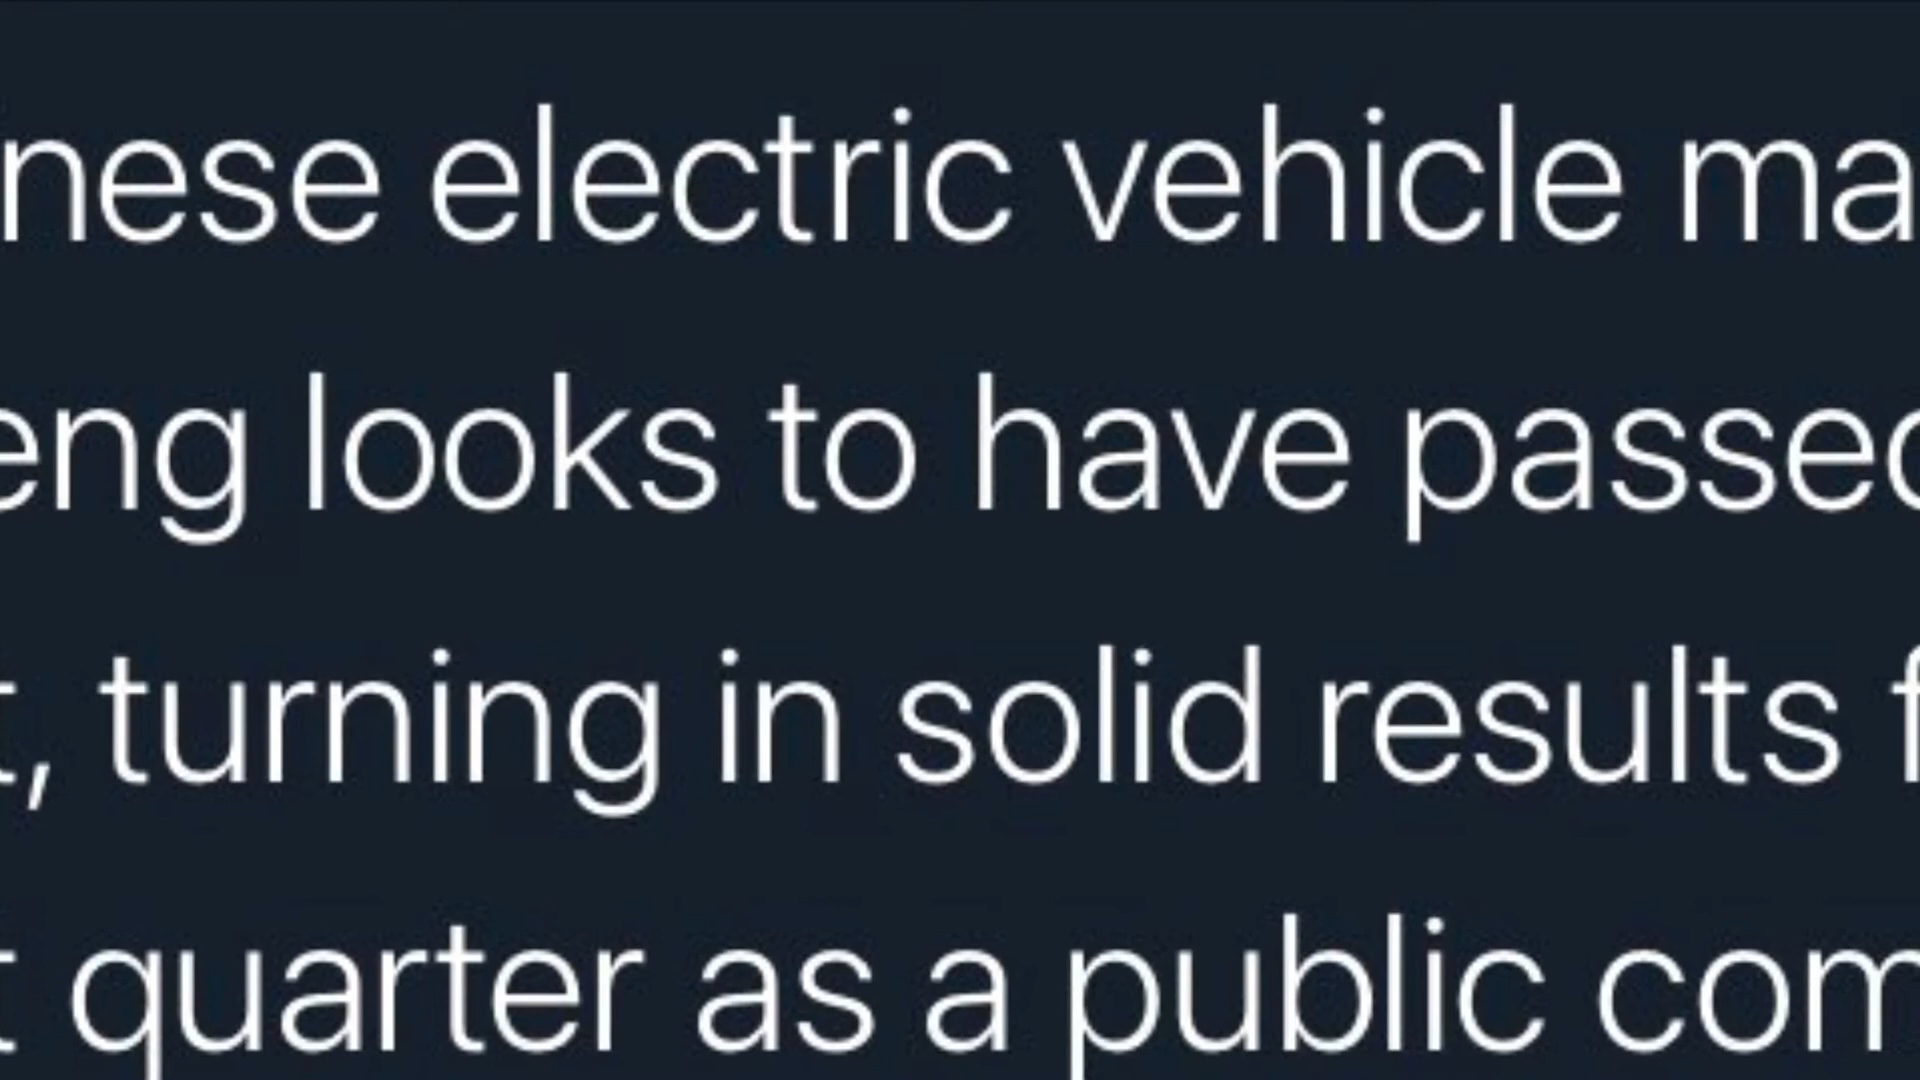 nese electric vehicle ma
eng looks to have passed
t, turning in solid results f
t quarter as a public com